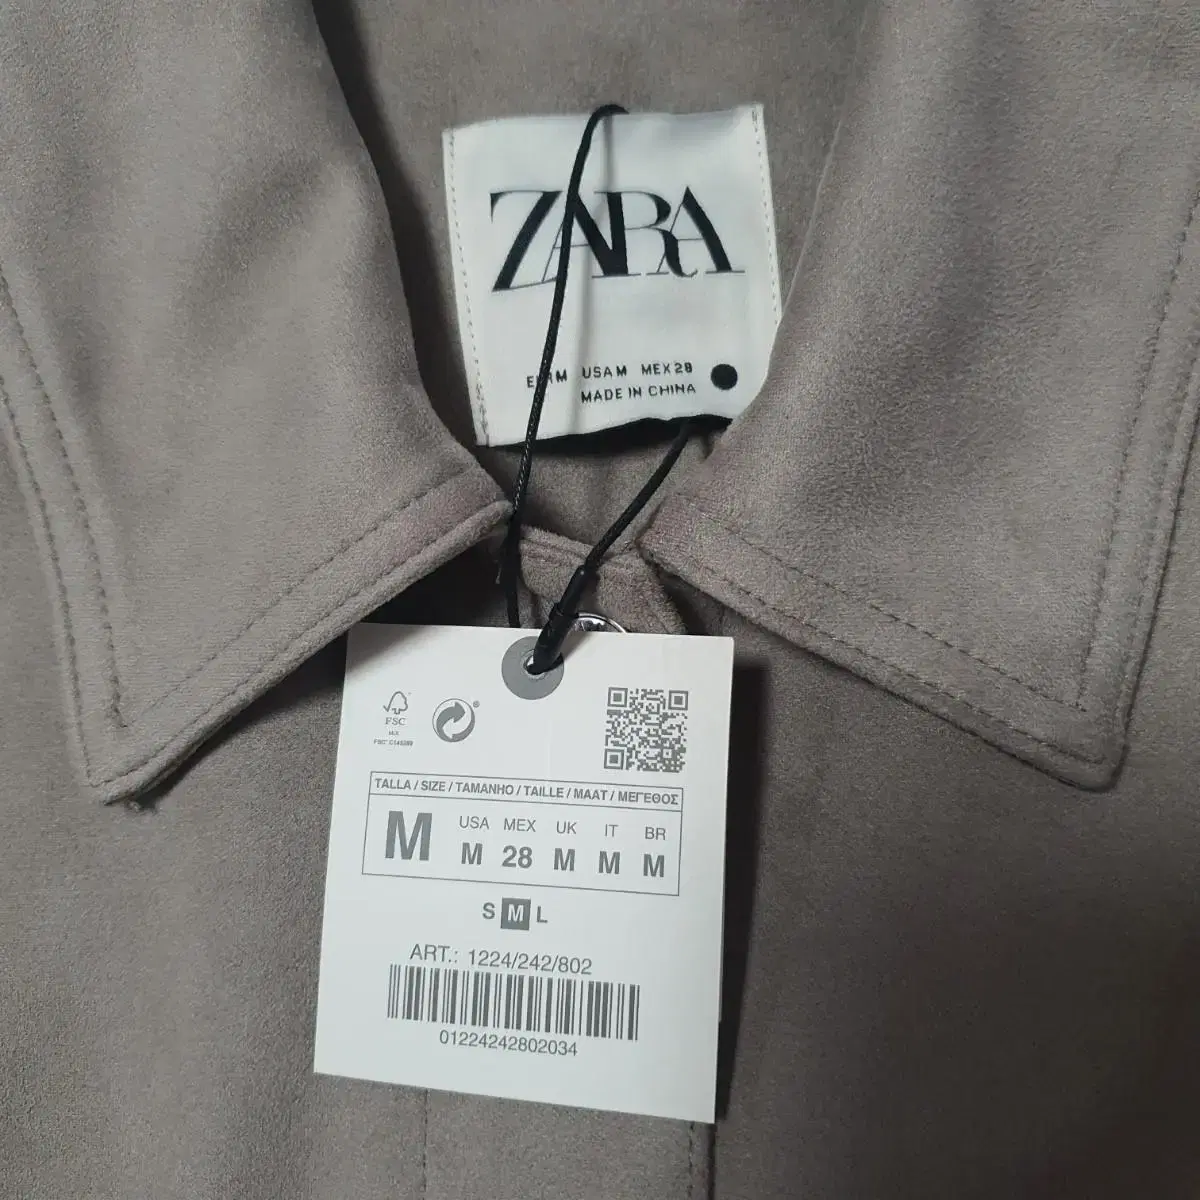 ZARA
USA M MEX 28
MADE IN CHINA
FSC
MIX
TALLA / SIZE / TAMANHO / TAILLE / MAAT / ΜΕΓΕΘΟΣ
M USA MEX UK IT BR
M 28 M M M
S M L
ART.: 1224/242/802
01224242802034